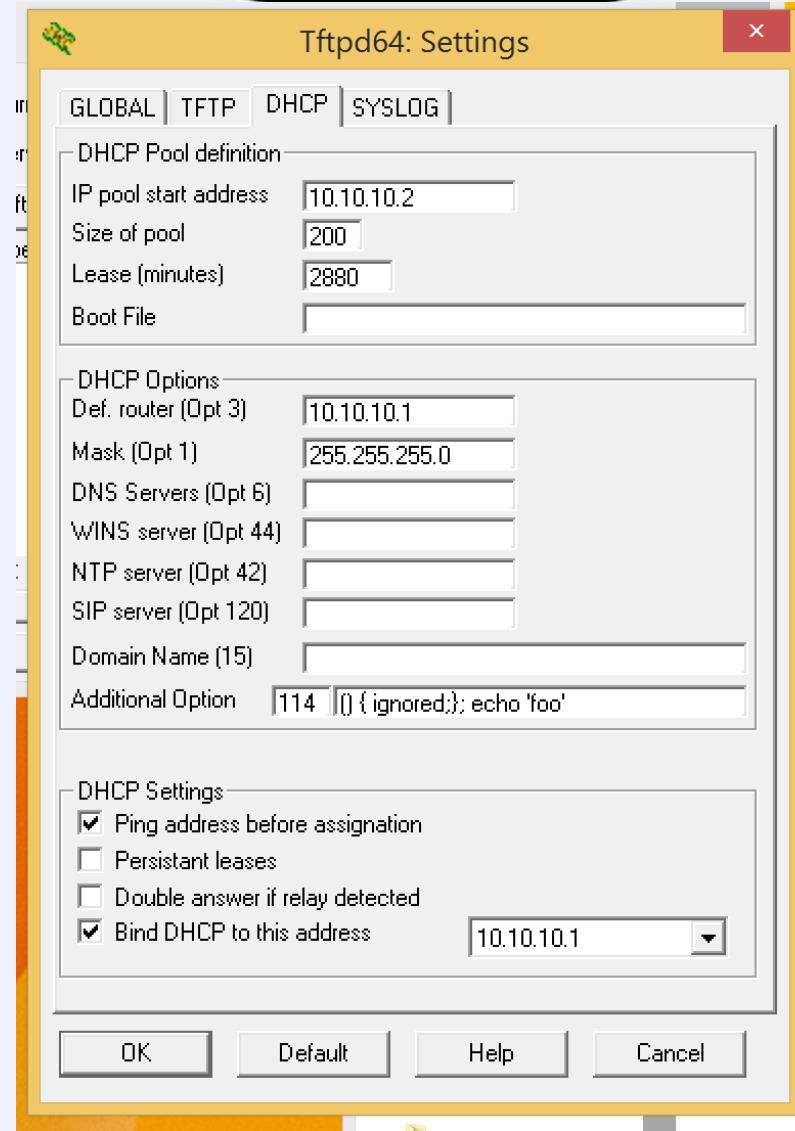 Tftpd64: Settings
GLOBAL TFTP DHCP SYSLOG
DHCP Pool definition
IP pool start address 10.10.10.2
Size of pool 200
Lease (minutes) 2880
Boot File
DHCP Options
Def. router (Opt 3) 10.10.10.1
Mask (Opt 1) 255.255.255.0
DNS Servers (Opt 6)
WINS server (Opt 44)
NTP server (Opt 42)
SIP server (Opt 120)
Domain Name (15)
Additional Option 114 () { ignored;}; echo 'foo'
DHCP Settings
Ping address before assignation
Persistant leases
Double answer if relay detected
Bind DHCP to this address 10.10.10.1
OK Default Help Cancel